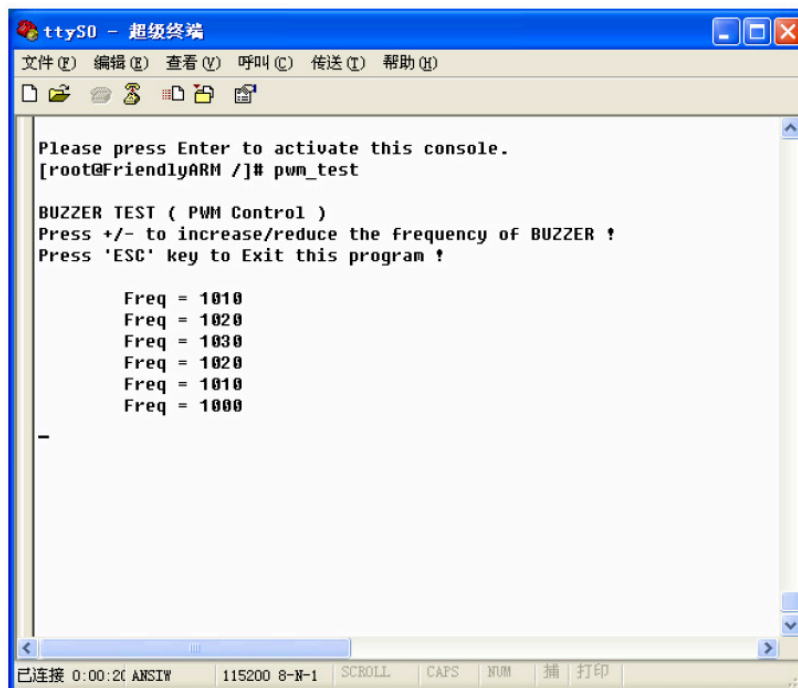 ttyS0 - 超级终端
文件(F) 编辑(E) 查看(V) 呼叫(C) 传送(T) 帮助(H)
Please press Enter to activate this console.
[root@FriendlyARM /]# pwm_test
BUZZER TEST ( PWM Control )
Press +/- to increase/reduce the frequency of BUZZER !
Press 'ESC' key to Exit this program !
Freq = 1010
Freq = 1020
Freq = 1030
Freq = 1020
Freq = 1010
Freq = 1000
已连接 0:00:20 ANSIW 115200 8-N-1 SCROLL CAPS NUM 捕 打印